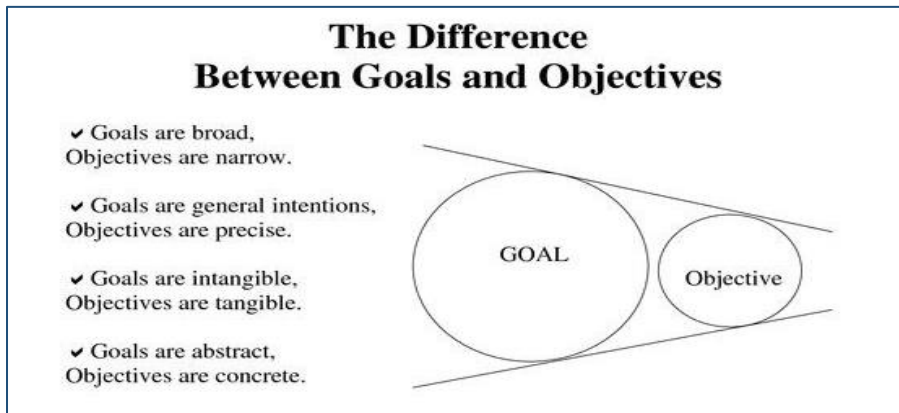 The Difference
Between Goals and Objectives
✔ Goals are broad,
Objectives are narrow.
✔ Goals are general intentions,
Objectives are precise.
✔ Goals are intangible,
Objectives are tangible.
✔ Goals are abstract,
Objectives are concrete.
GOAL
Objective